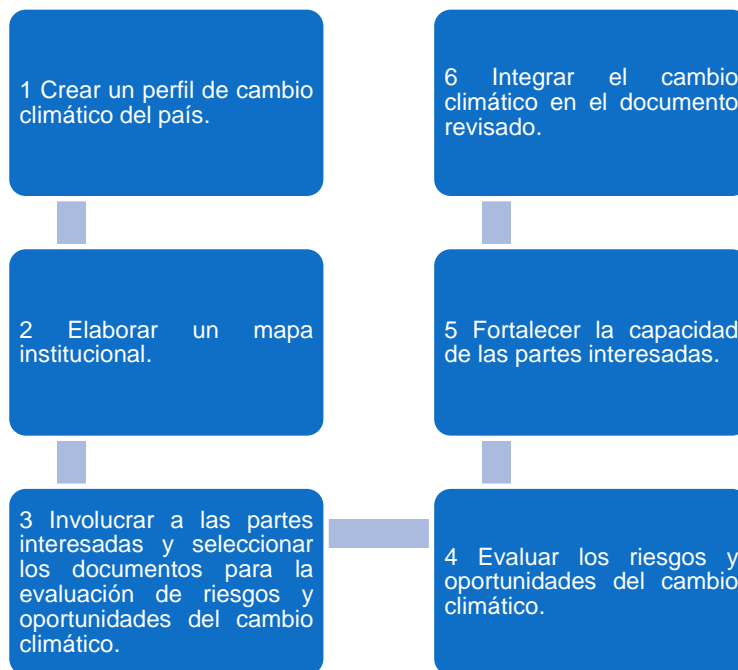 1 Crear un perfil de cambio
climático del país.
2 Elaborar un mapa
institucional.
3 Involucrar a las partes
interesadas y seleccionar
los documentos para la
evaluación de riesgos y
oportunidades del cambio
climático.
4 Evaluar los riesgos y
oportunidades del cambio
climático.
5 Fortalecer la capacidad
de las partes interesadas.
6 Integrar el cambio
climático en el documento
revisado.